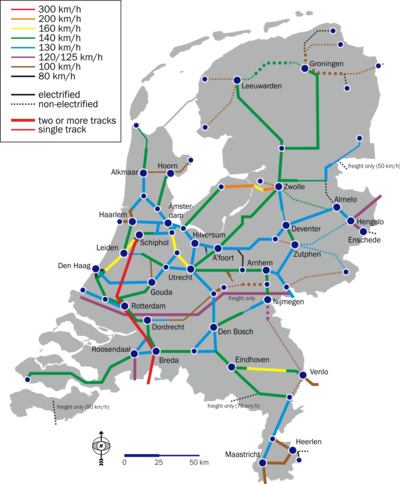 300 km/h
200 km/h
160 km/h
140 km/h
130 km/h
120/125 km/h
100 km/h
80 km/h
electrified
non-electrified
two or more tracks
single track
Groningen
Leeuwarden
Alkmaar
Hoorn
freight only (50 km/h)
Zwolle
Almelo
Haarlem
Amster
dam
Schiphol
Hilversum
Hengelo
Enschede
Deventer
Leiden
A'foort
Zutphen
Den Haag
Utrecht
Arnhem
Gouda
freight only
Rotterdam
Nijmegen
Dordrecht
Den Bosch
Roosendaal
Breda
Eindhoven
Venlo
freight only (90 km/h)
freight only (70 km/h)
Heerlen
Maastricht
N
0
25
50 km